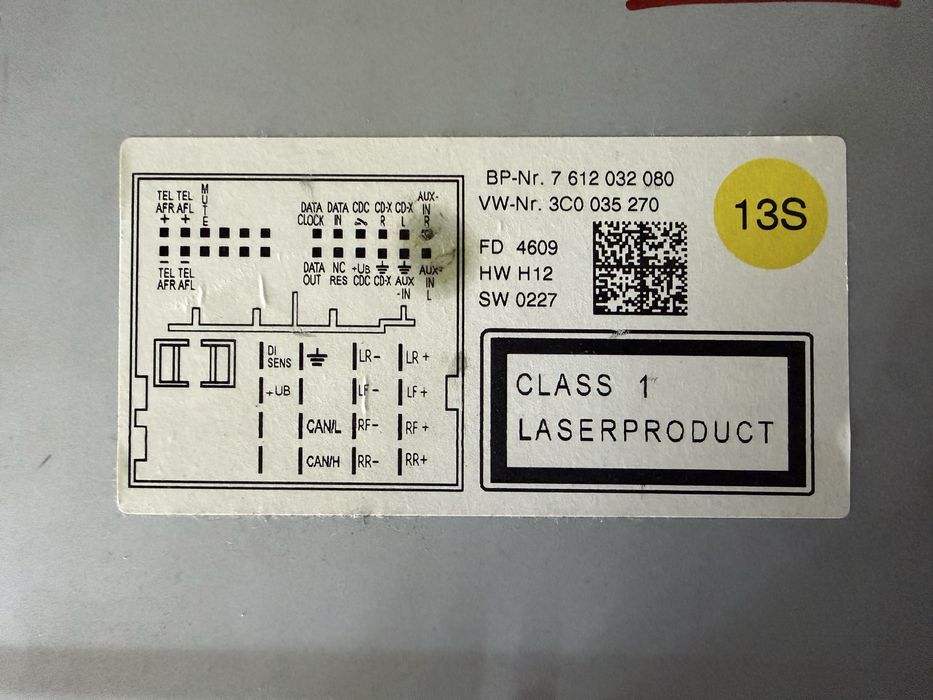 TEL TEL MUTE
AFR AFL
+ +
DATA DATA CDC CD-X CD-X AUX-
CLOCK IN R L IN
R
– –
TEL TEL
AFR AFL
DATA NC +UB AUX-
OUT RES CDC CD-X AUX IN
-IN L
DI
SENS
LR– LR+
+UB LF– LF+
CAN/L RF– RF+
CAN/H RR– RR+
BP-Nr. 7 612 032 080
VW-Nr. 3C0 035 270
FD 4609
HW H12
SW 0227
13S
CLASS 1
LASERPRODUCT